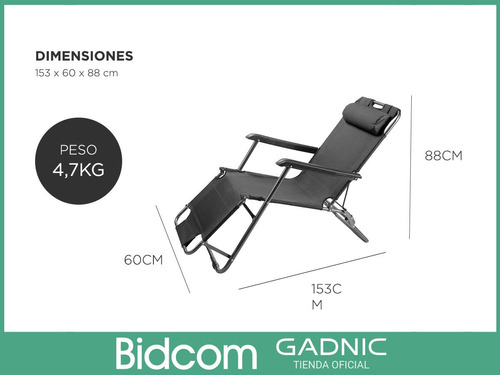 DIMENSIONES
153 x 60 x 88 cm
PESO
4,7KG
88CM
60CM
153C
M
Bidcom
GADNIC
TIENDA OFICIAL